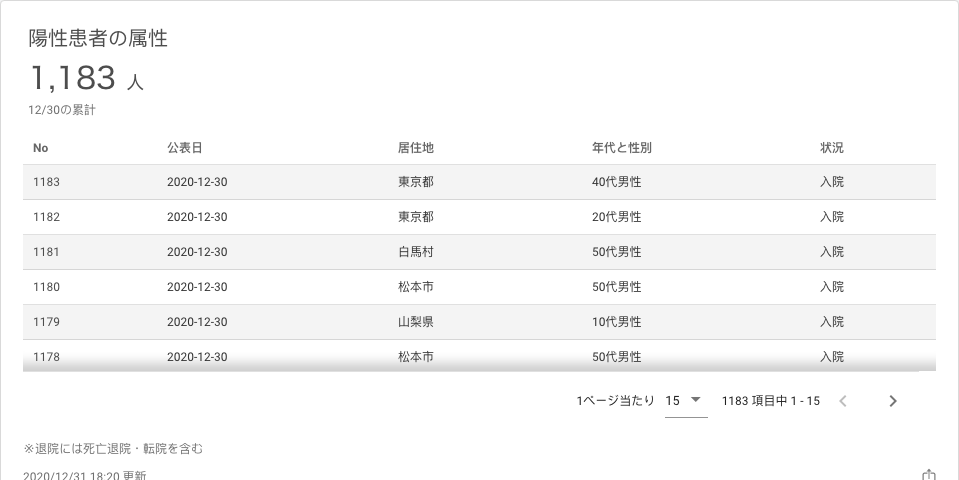 陽性患者の属性
1,183 人
12/30の累計
No 公表日 居住地 年代と性別 状況
1183 2020-12-30 東京都 40代男性 入院
1182 2020-12-30 東京都 20代男性 入院
1181 2020-12-30 白馬村 50代男性 入院
1180 2020-12-30 松本市 50代男性 入院
1179 2020-12-30 山梨県 10代男性 入院
1178 2020-12-30 松本市 50代男性 入院
1ページ当たり 15 1183 項目中 1 - 15
※退院には死亡退院・転院を含む
2020/12/31 18:20 更新